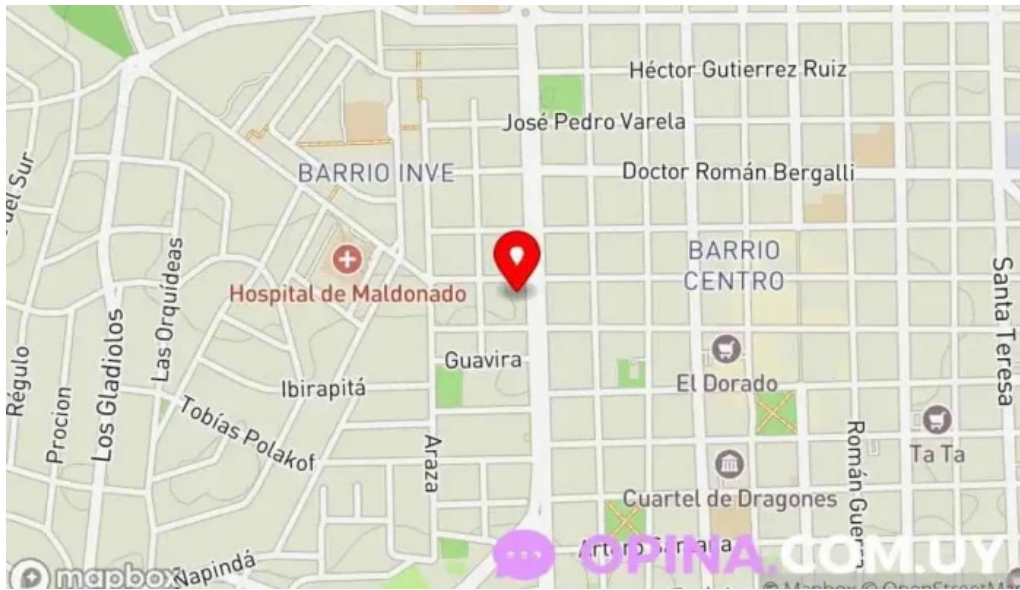 Héctor Gutierrez Ruiz
José Pedro Varela
del Sur
BARRIO INVE
Doctor Román Bergalli
BARRIO
CENTRO
Hospital de Maldonado
Las Orquídeas
Los Gladiolos
Santa Teresa
Régulo
Procion
Guavira
Ibirapitá
El Dorado
Tobías Polakof
Araza
Román Guerra
Ta Ta
Cuartel de Dragones
OPINA.COM.UY
Napindá
mapbox
© Mapbox © OpenStreetMap